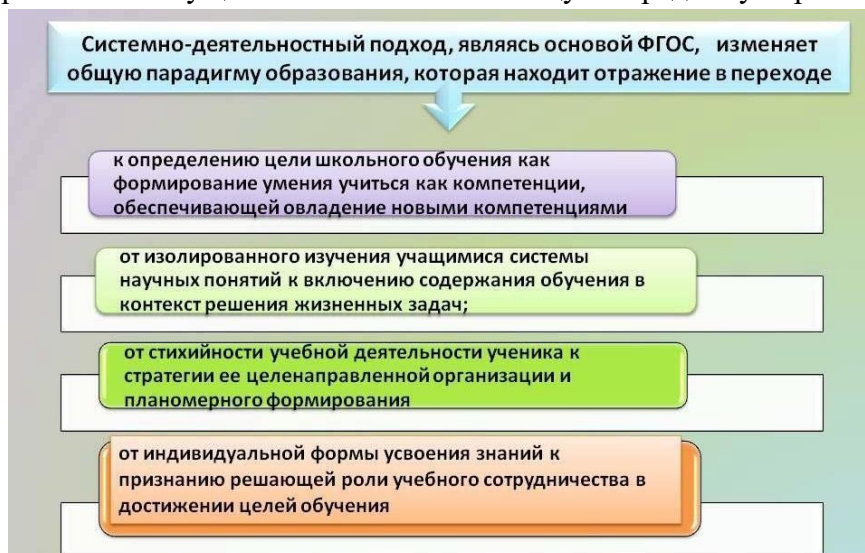 Системно-деятельностный подход, являясь основой ФГОС, изменяет
общую парадигму образования, которая находит отражение в переходе
к определению цели школьного обучения как
формирование умения учиться как компетенции,
обеспечивающей овладение новыми компетенциями
от изолированного изучения учащимися системы
научных понятий к включению содержания обучения в
контекст решения жизненных задач;
от стихийности учебной деятельности ученика к
стратегии ее целенаправленной организации и
планомерного формирования
от индивидуальной формы усвоения знаний к
признанию решающей роли учебного сотрудничества в
достижении целей обучения